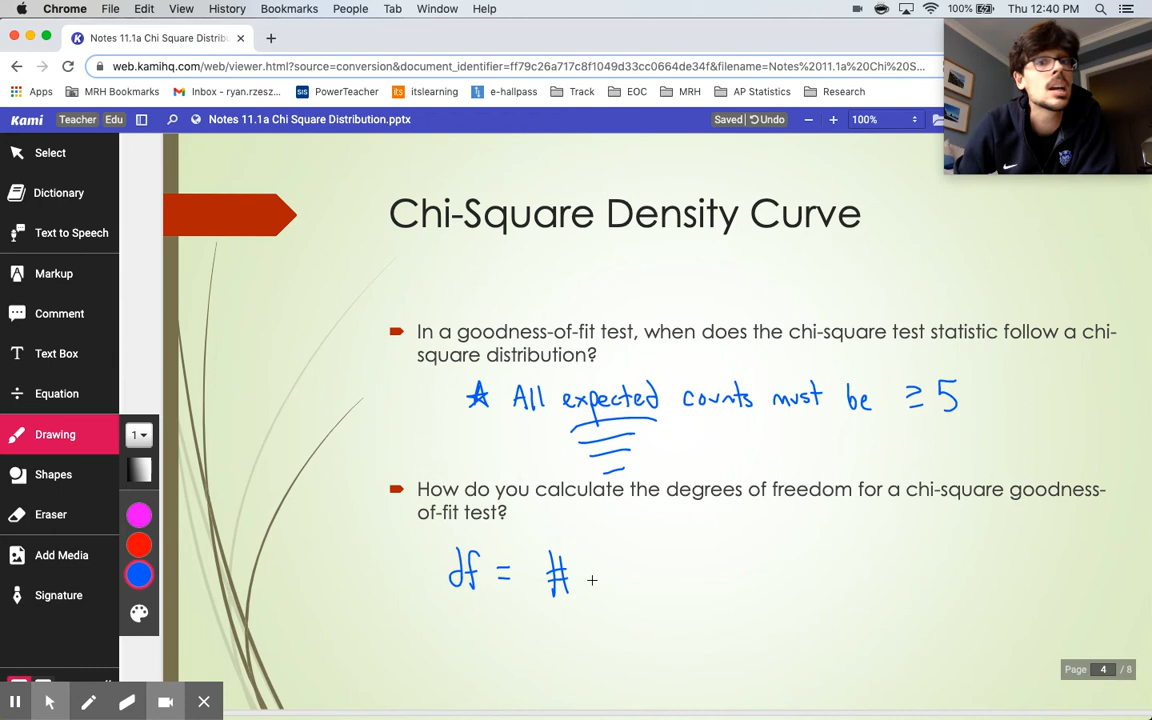 Chrome File Edit View History Bookmarks People Tab Window Help 100% Thu 12:40 PM
Notes 11.1a Chi Square Distrib
web.kamihq.com/web/viewer.html?source=conversion&document_identifier=ff79c26a717c8f1049d33cc0664de34f&filename=Notes%2011.1a%20Chi%20S...
Apps MRH Bookmarks Inbox - ryan.rzesz... PowerTeacher itslearning e-hallpass Track EOC MRH AP Statistics Research
Kami Teacher Edu Notes 11.1a Chi Square Distribution.pptx Saved Undo 100%
Select
Dictionary
Text to Speech
Markup
Comment
Text Box
Equation
Drawing 1
Shapes
Eraser
Add Media
Signature
Chi-Square Density Curve
In a goodness-of-fit test, when does the chi-square test statistic follow a chi-
square distribution?
All expected counts must be ≥ 5
How do you calculate the degrees of freedom for a chi-square goodness-
of-fit test?
df = #
Page 4 / 8